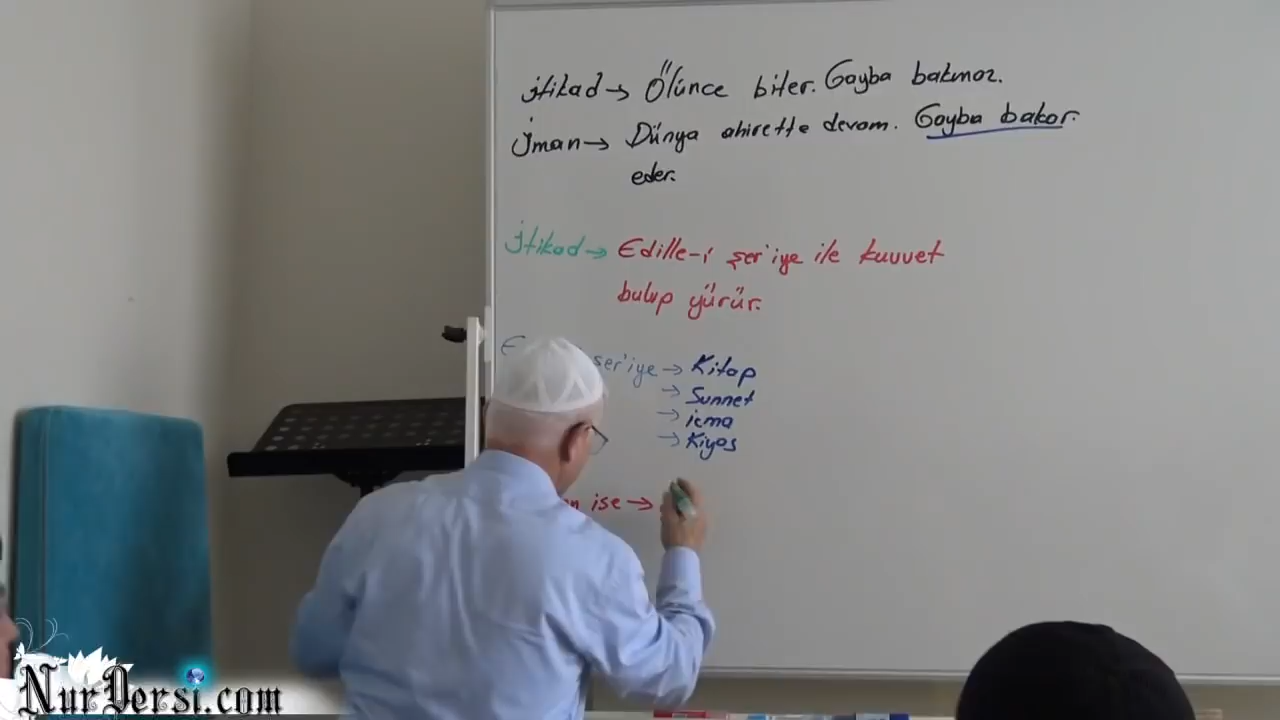 İtikad → Ölünce biter. Gayba bakmaz.
İman → Dünya ahirette devam. Gayba bakar.
eder.
İtikad → Edille-i şer'iye ile kuvvet
bulup yürür.
şer'iye → Kitap
→ Sünnet
→ icma
→ Kiyas
ise →
NurDersi.com